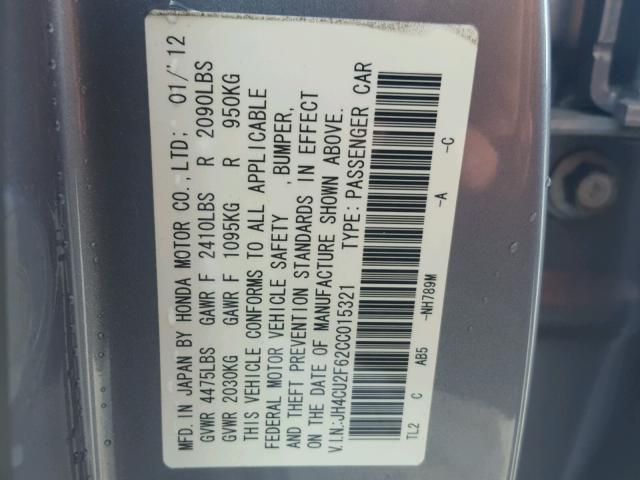 MFD. IN JAPAN BY HONDA MOTOR CO., LTD; 01/'12
GVWR 4475LBS GAWR F 2410LBS R 2090LBS
GVWR 2030KG GAWR F 1095KG R 950KG
THIS VEHICLE CONFORMS TO ALL APPLICABLE
FEDERAL MOTOR VEHICLE SAFETY , BUMPER,
AND THEFT PREVENTION STANDARDS IN EFFECT
ON THE DATE OF MANUFACTURE SHOWN ABOVE.
V.I.N.:JH4CU2F62CC015321 TYPE: PASSENGER CAR
TL2 C AB5 -NH789M -A -C